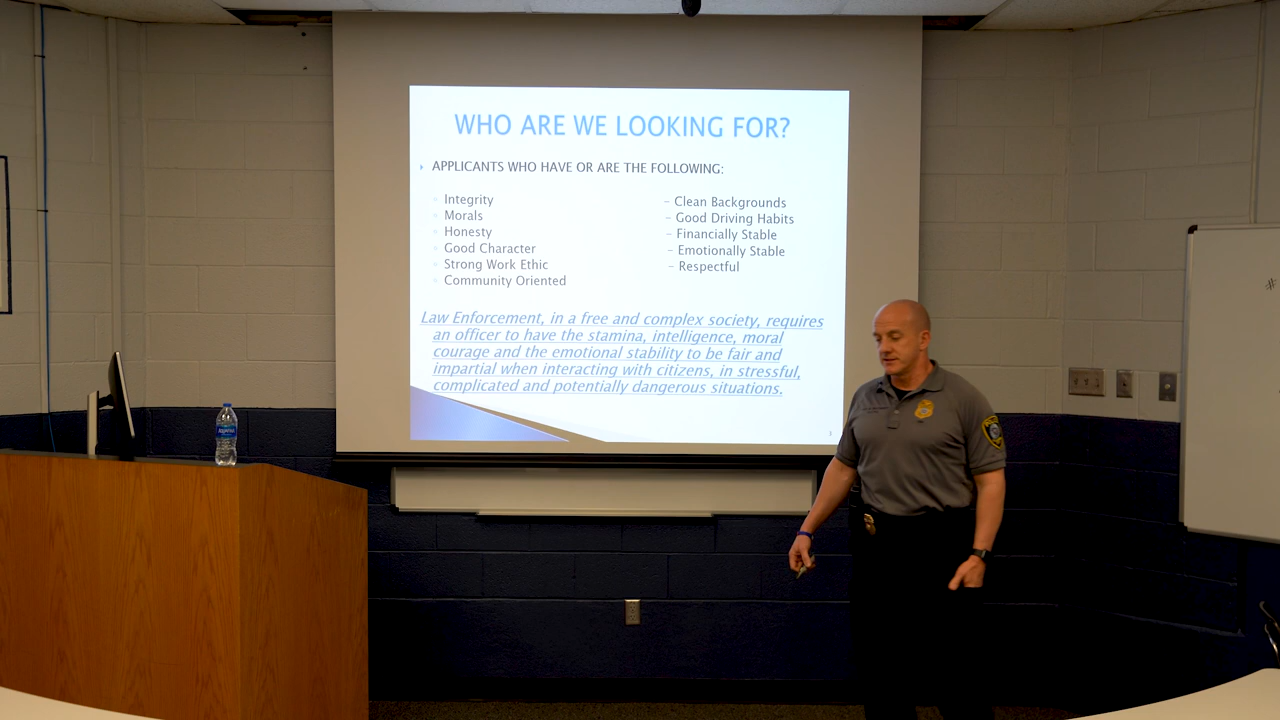 WHO ARE WE LOOKING FOR?
APPLICANTS WHO HAVE OR ARE THE FOLLOWING:
Integrity
Morals
Honesty
Good Character
Strong Work Ethic
Community Oriented
– Clean Backgrounds
– Good Driving Habits
– Financially Stable
– Emotionally Stable
– Respectful
Law Enforcement, in a free and complex society, requires
an officer to have the stamina, intelligence, moral
courage and the emotional stability to be fair and
impartial when interacting with citizens, in stressful,
complicated and potentially dangerous situations.
#